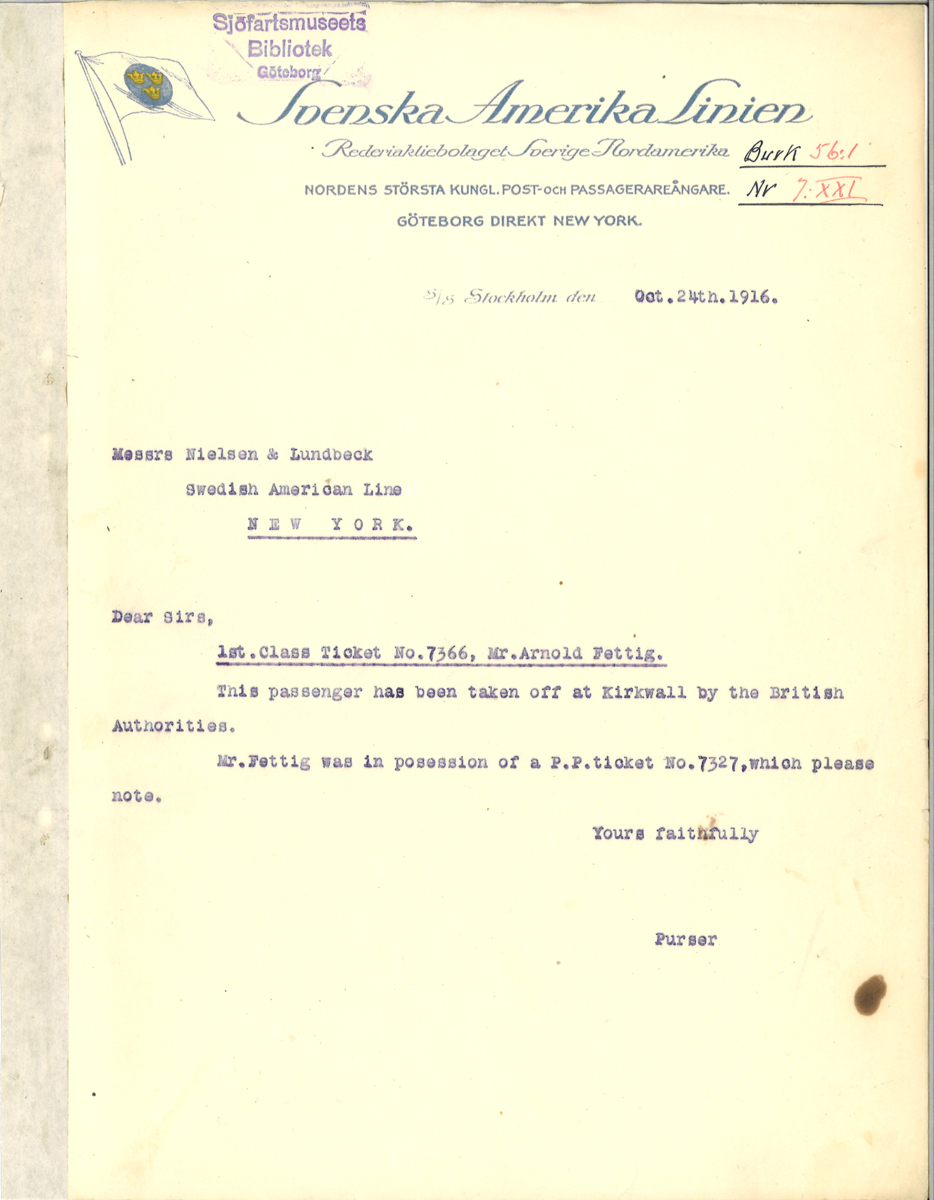 Sjöfartsmuseets
Bibliotek
Göteborg
Svenska Amerika Linien
Rederiaktiebolaget Sverige Nordamerika
Burk 56:1
NORDENS STÖRSTA KUNGL. POST- OCH PASSAGERAREÅNGARE.
Nr 7:XXI
GÖTEBORG DIREKT NEW YORK.
S/S Stockholm den Oct.24th.1916.
Messrs Nielsen & Lundbeck
Swedish American Line
NEW YORK.
Dear Sirs,
1st.Class Ticket No.7366, Mr.Arnold Fettig.
This passenger has been taken off at Kirkwall by the British
Authorities.
Mr.Fettig was in posession of a P.P.ticket No.7327,which please
note.
Yours faithfully
Purser